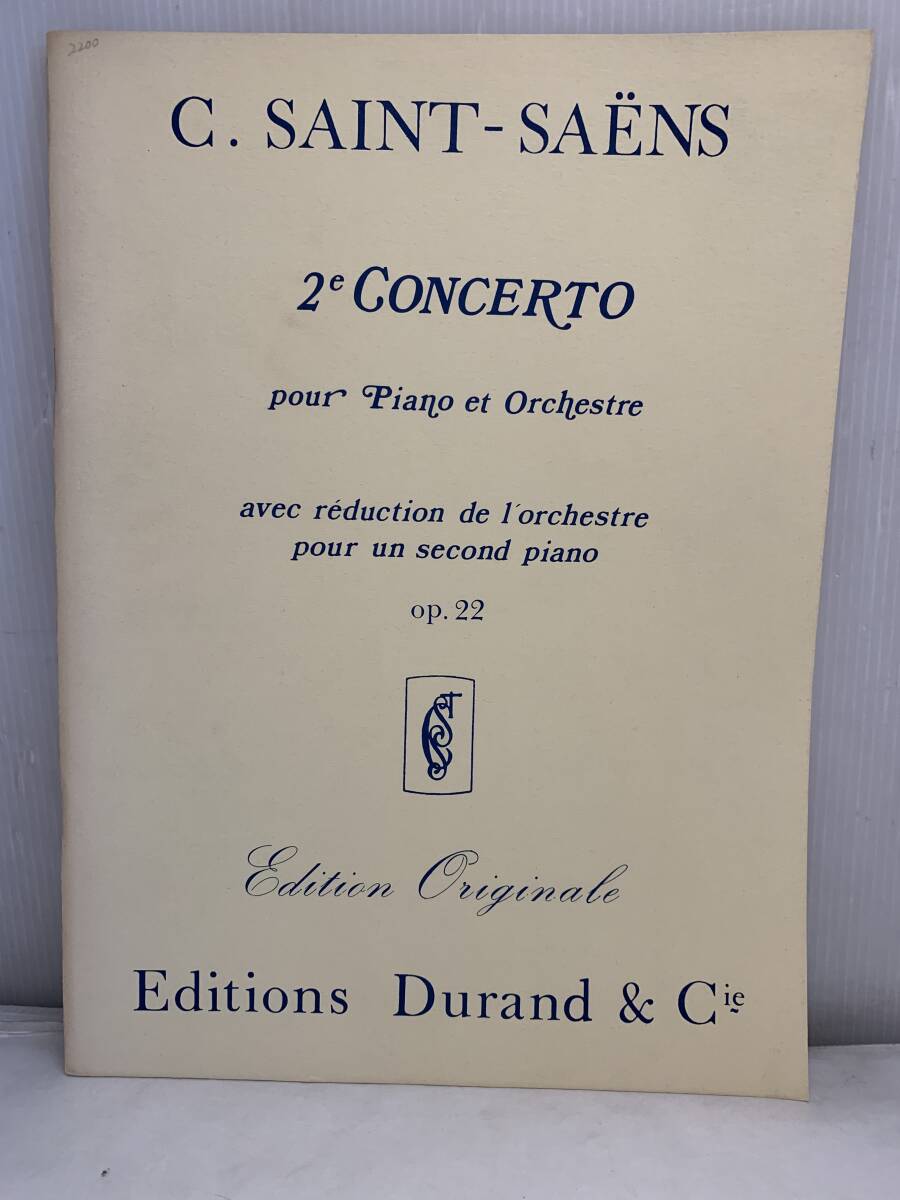 2200
C. SAINT-SAËNS
2e CONCERTO
pour Piano et Orchestre
avec réduction de l'orchestre
pour un second piano
op. 22
Edition Originale
Editions Durand & Cie